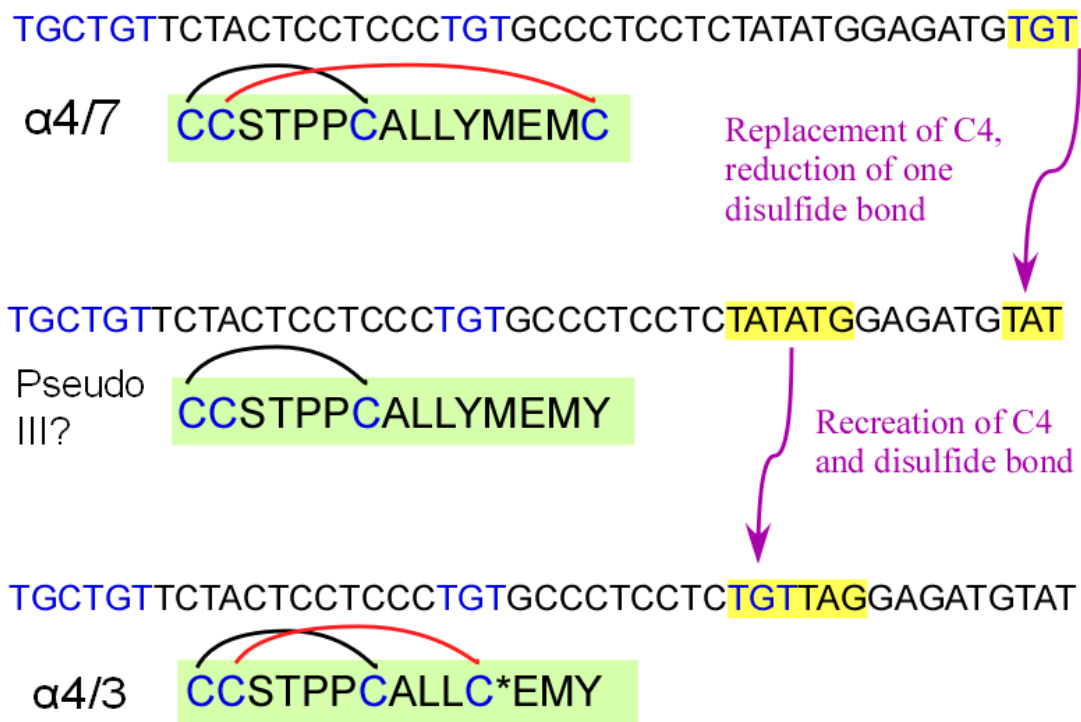 TGCTGTTCTACTCCTCCCTGTGCCCTCCTCTATATGGAGATGTGT
α4/7
CCSTPPCALLYMEMC
Replacement of C4,
reduction of one
disulfide bond
TGCTGTTCTACTCCTCCCTGTGCCCTCCTCTATATGGAGATGTAT
Pseudo
III?
CCSTPPCALLYMEMY
Recreation of C4
and disulfide bond
TGCTGTTCTACTCCTCCCTGTGCCCTCCTCTGTTAGGAGATGTAT
α4/3
CCSTPPCALLC*EMY